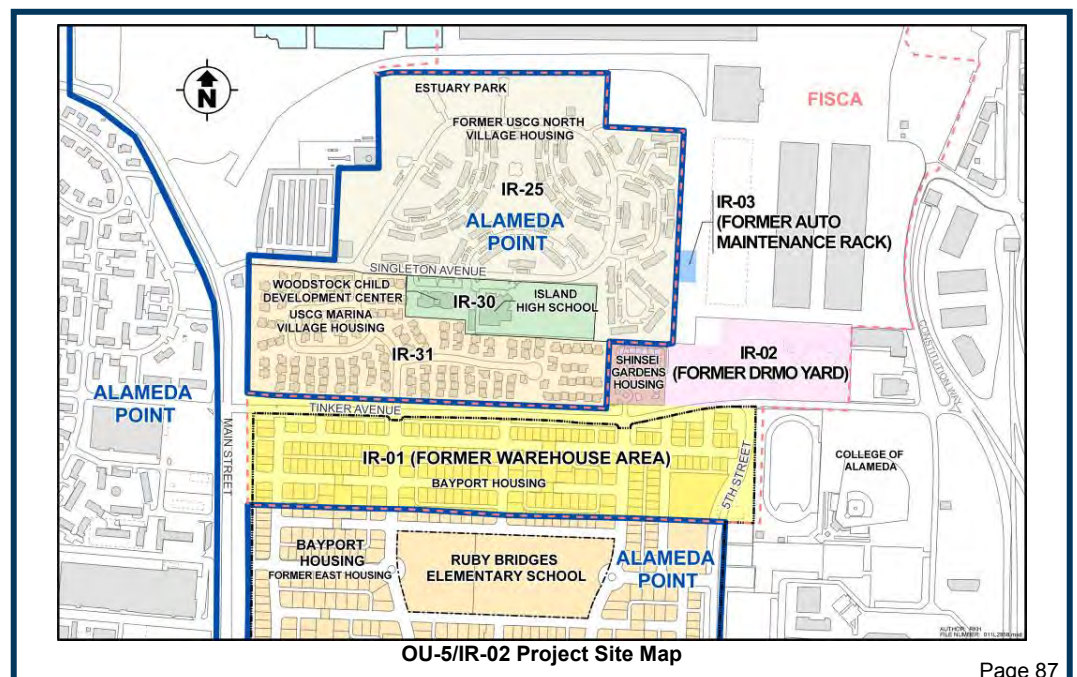 N
ESTUARY PARK
FORMER USCG NORTH
VILLAGE HOUSING
FISCA
IR-25
ALAMEDA
POINT
IR-03
(FORMER AUTO
MAINTENANCE RACK)
SINGLETON AVENUE
WOODSTOCK CHILD
DEVELOPMENT CENTER
IR-30
ISLAND
HIGH SCHOOL
USCG MARINA
VILLAGE HOUSING
IR-31
SHINSEI
GARDENS
HOUSING
IR-02
(FORMER DRMO YARD)
CONSTITUTION WAY
ALAMEDA
POINT
MAIN STREET
TINKER AVENUE
IR-01 (FORMER WAREHOUSE AREA)
BAYPORT HOUSING
5TH STREET
COLLEGE OF
ALAMEDA
BAYPORT
HOUSING
FORMER EAST HOUSING
RUBY BRIDGES
ELEMENTARY SCHOOL
ALAMEDA
POINT
AUTHOR: RKH
OU-5/IR-02 Project Site Map
Page 87